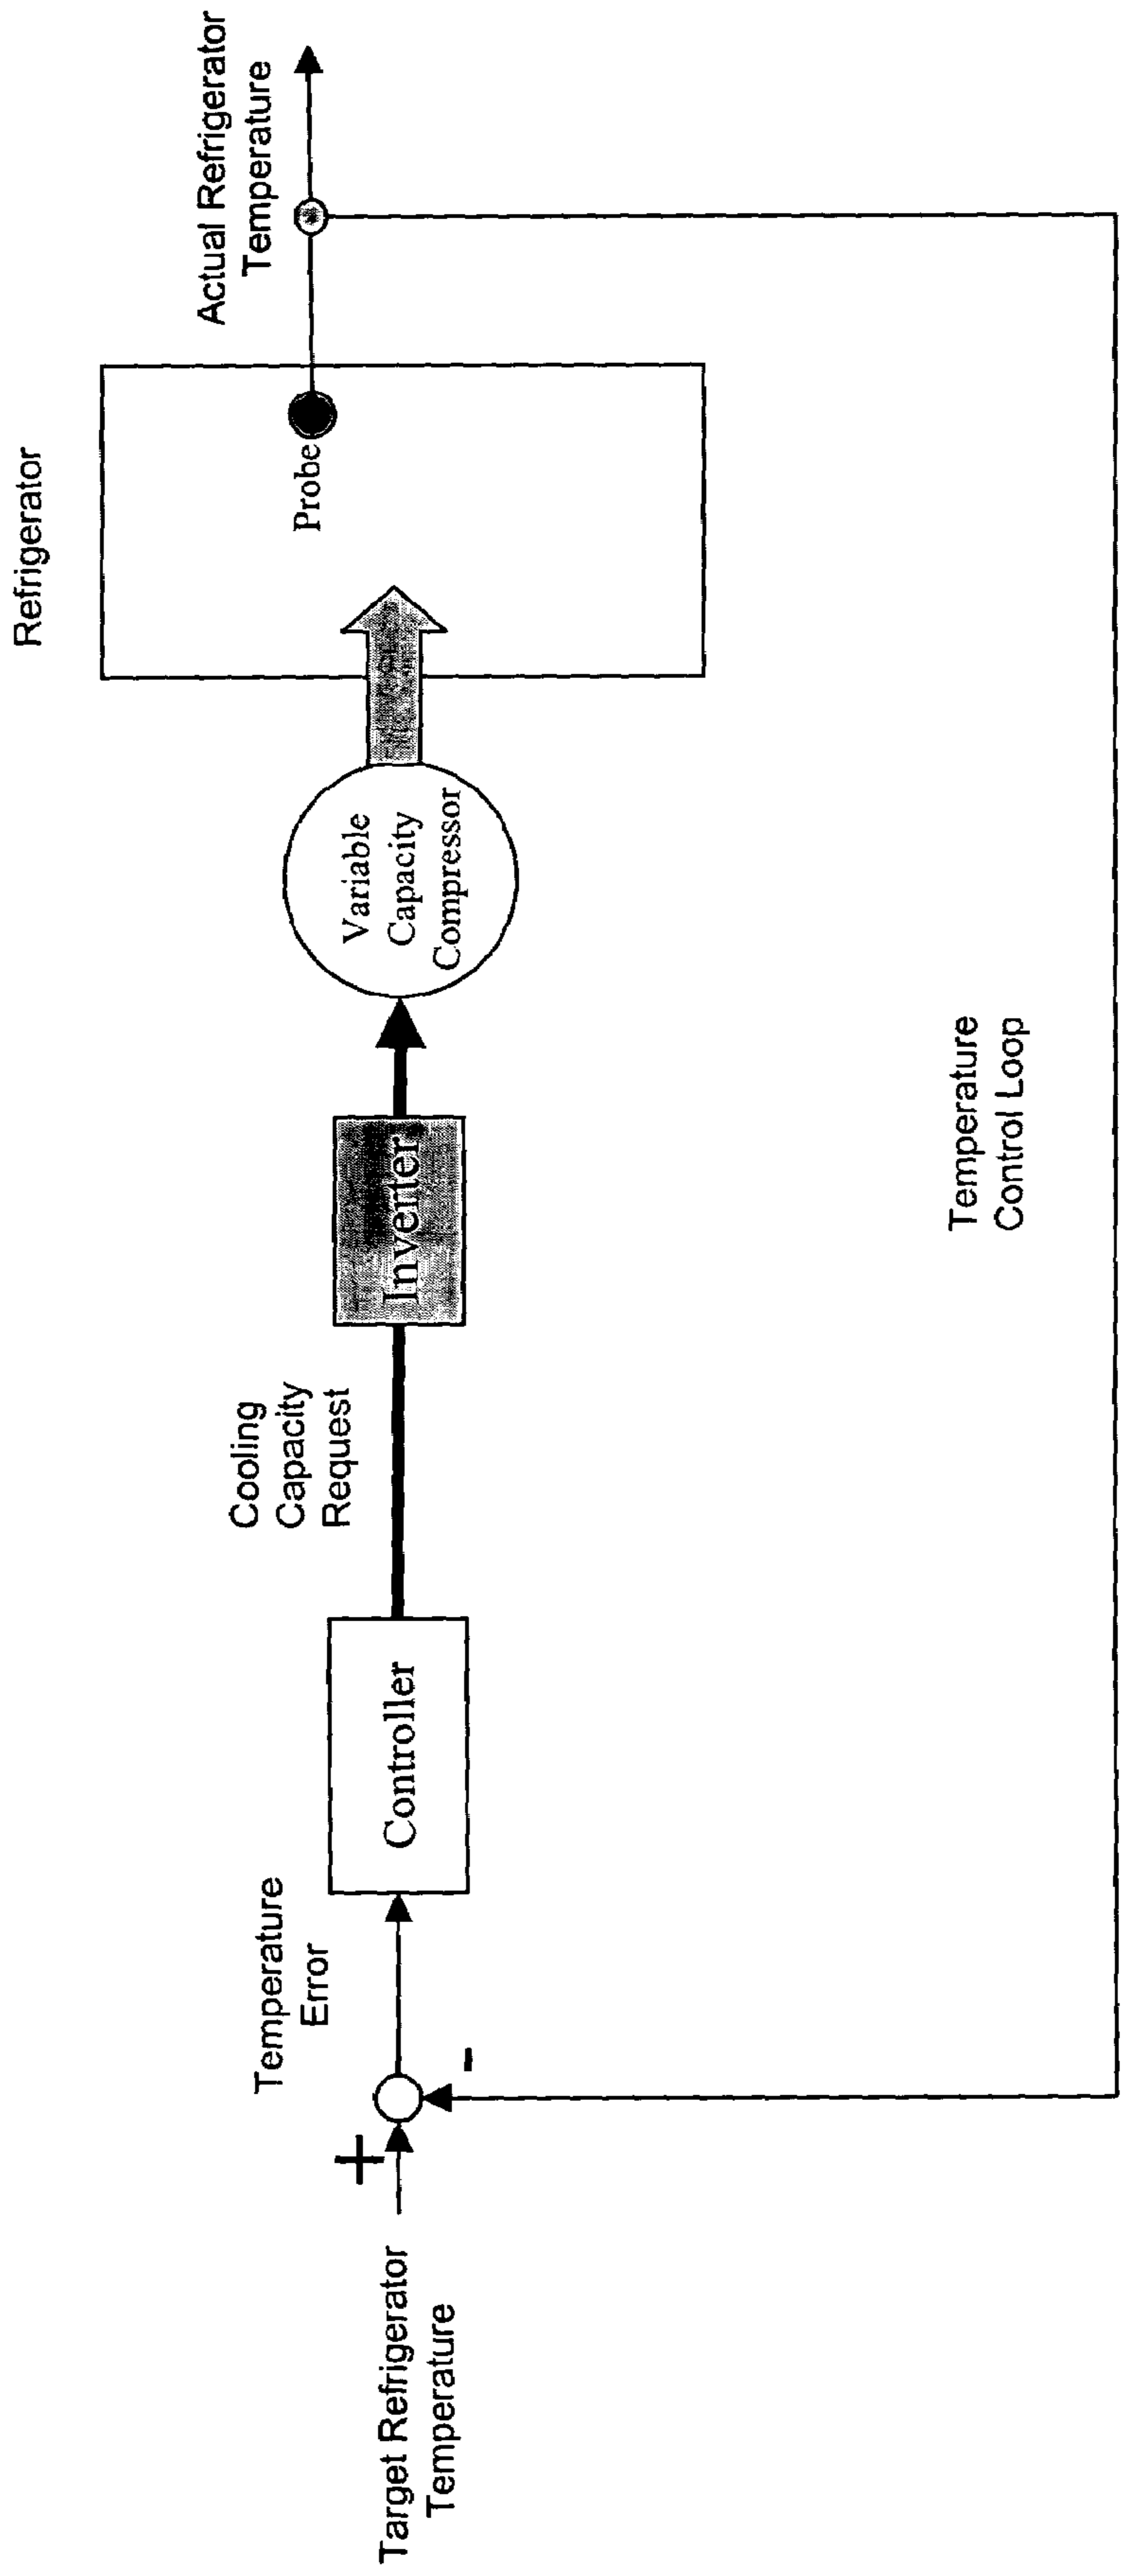 Refrigerator
Actual Refrigerator
Temperature
Probe
Variable
Capacity
Compressor
Inverter
Cooling
Capacity
Request
Controller
Temperature
Error
+
-
Target Refrigerator
Temperature
Temperature
Control Loop